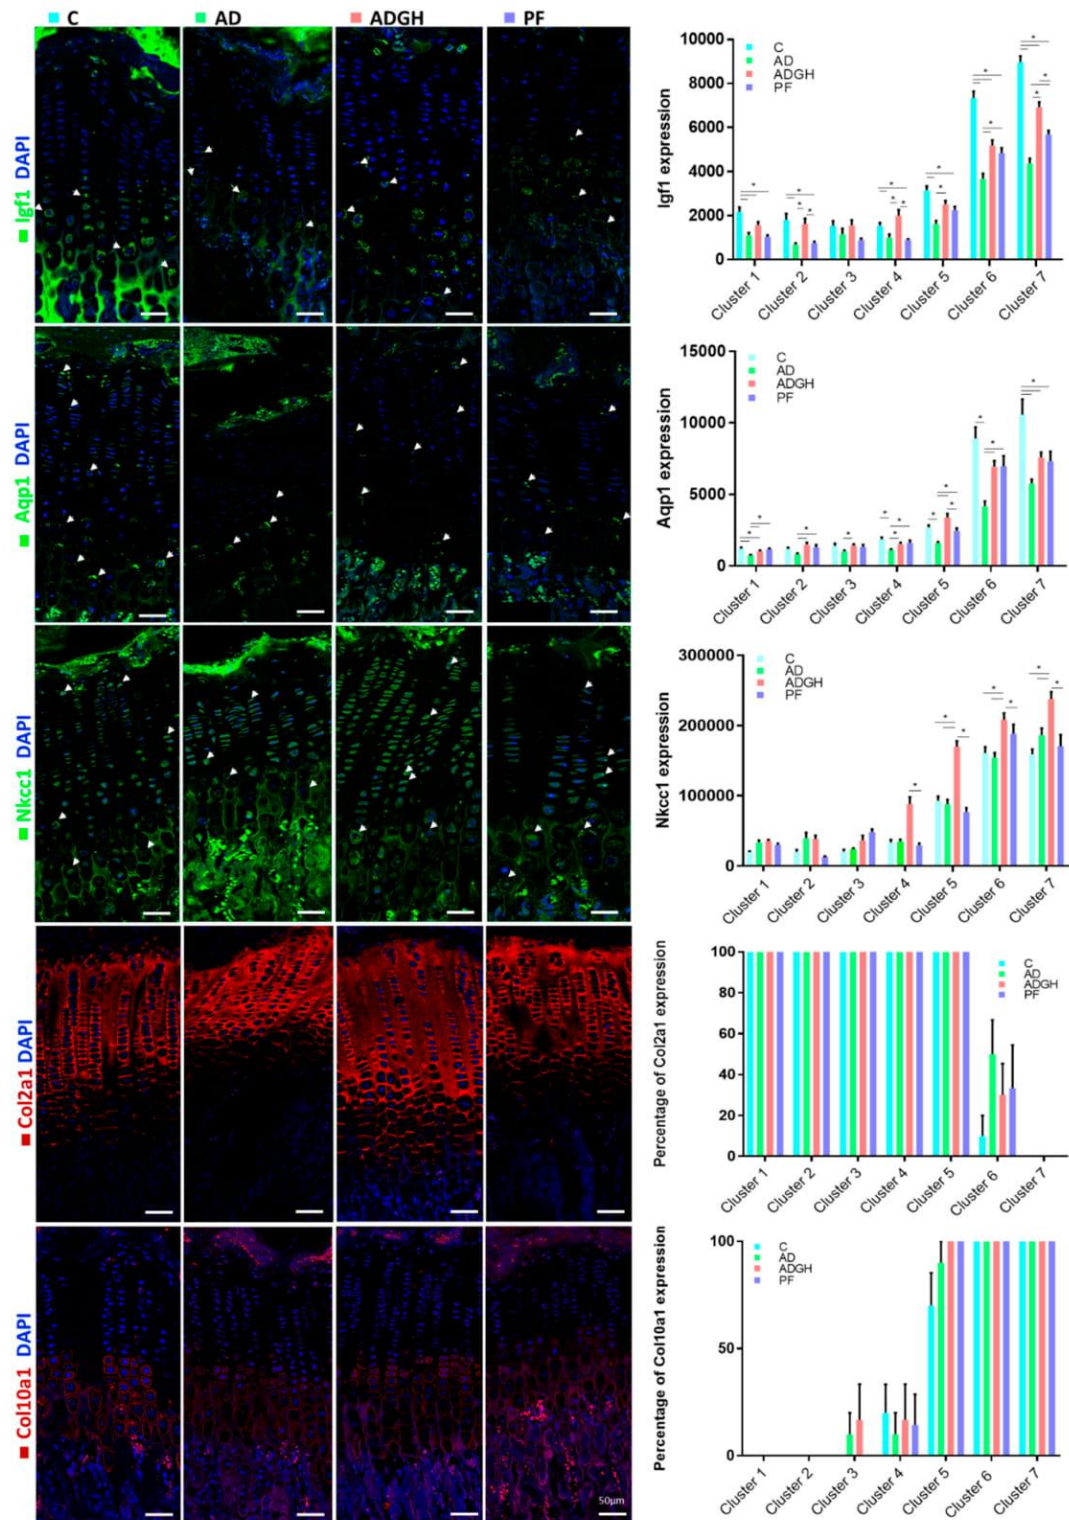 C AD ADGH PF
Igf1 DAPI
Igf1 expression
10000
8000
6000
4000
2000
0
C
AD
ADGH
PF
* * * * * * * * * * * * * * *
Cluster 1 Cluster 2 Cluster 3 Cluster 4 Cluster 5 Cluster 6 Cluster 7
Aqp1 DAPI
Aqp1 expression
15000
10000
5000
0
C
AD
ADGH
PF
Cluster 1 Cluster 2 Cluster 3 Cluster 4 Cluster 5 Cluster 6 Cluster 7
Nkcc1 DAPI
Nkcc1 expression
300000
200000
100000
0
C
AD
ADGH
PF
Cluster 1 Cluster 2 Cluster 3 Cluster 4 Cluster 5 Cluster 6 Cluster 7
Col2a1 DAPI
Percentage of Col2a1 expression
100
80
60
40
20
0
C
AD
ADGH
PF
Cluster 1 Cluster 2 Cluster 3 Cluster 4 Cluster 5 Cluster 6 Cluster 7
Col10a1 DAPI
50μm
Percentage of Col10a1 expression
100
50
0
C
AD
ADGH
PF
Cluster 1 Cluster 2 Cluster 3 Cluster 4 Cluster 5 Cluster 6 Cluster 7